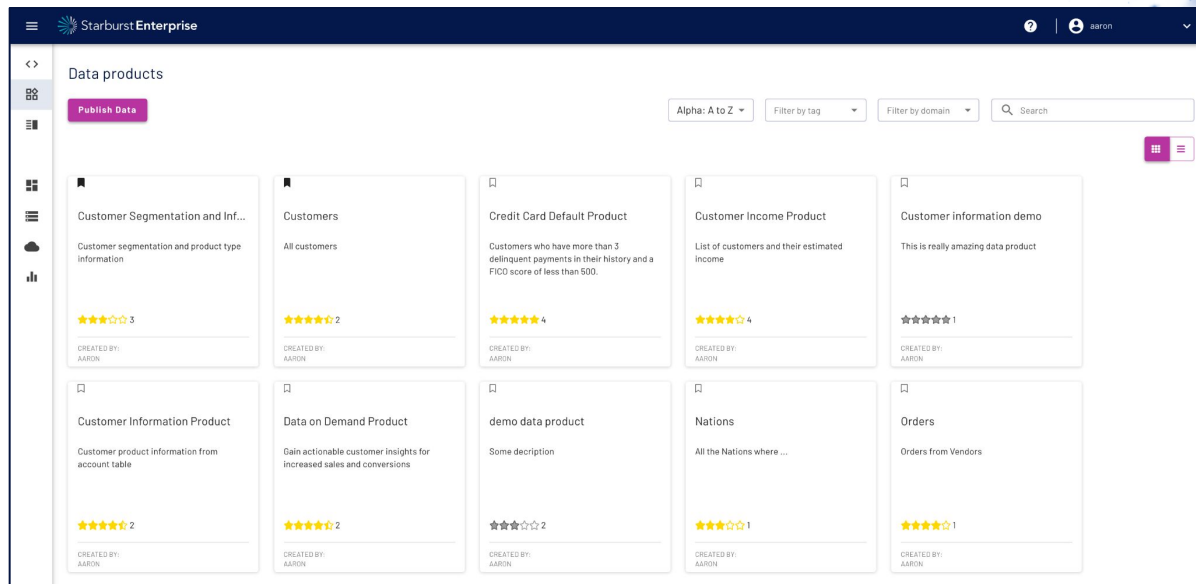 Starburst Enterprise
aaron
Data products
Publish Data
Alpha: A to Z
Filter by tag
Filter by domain
Search
Customer Segmentation and Inf...
Customer segmentation and product type
information
3
CREATED BY:
AARON
Customers
All customers
2
CREATED BY:
AARON
Credit Card Default Product
Customers who have more than 3
delinquent payments in their history and a
FICO score of less than 500.
4
CREATED BY:
AARON
Customer Income Product
List of customers and their estimated
income
4
CREATED BY:
AARON
Customer information demo
This is really amazing data product
1
CREATED BY:
AARON
Customer Information Product
Customer product information from
account table
2
CREATED BY:
AARON
Data on Demand Product
Gain actionable customer insights for
increased sales and conversions
2
CREATED BY:
AARON
demo data product
Some decription
2
CREATED BY:
AARON
Nations
All the Nations where ...
1
CREATED BY:
AARON
Orders
Orders from Vendors
1
CREATED BY:
AARON